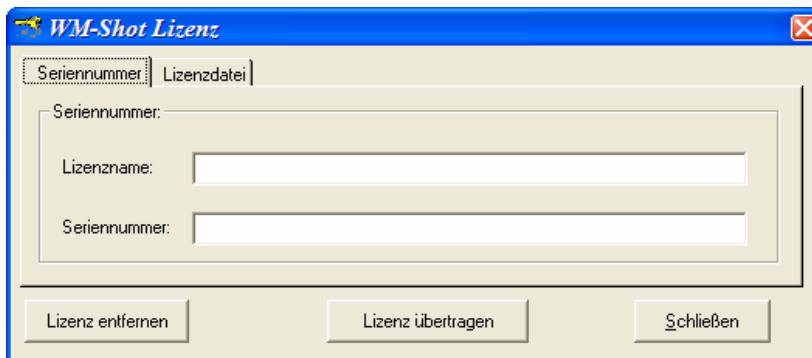 WM-Shot Lizenz
Seriennummer Lizenzdatei
Seriennummer:
Lizenzname:
Seriennummer:
Lizenz entfernen Lizenz übertragen Schließen